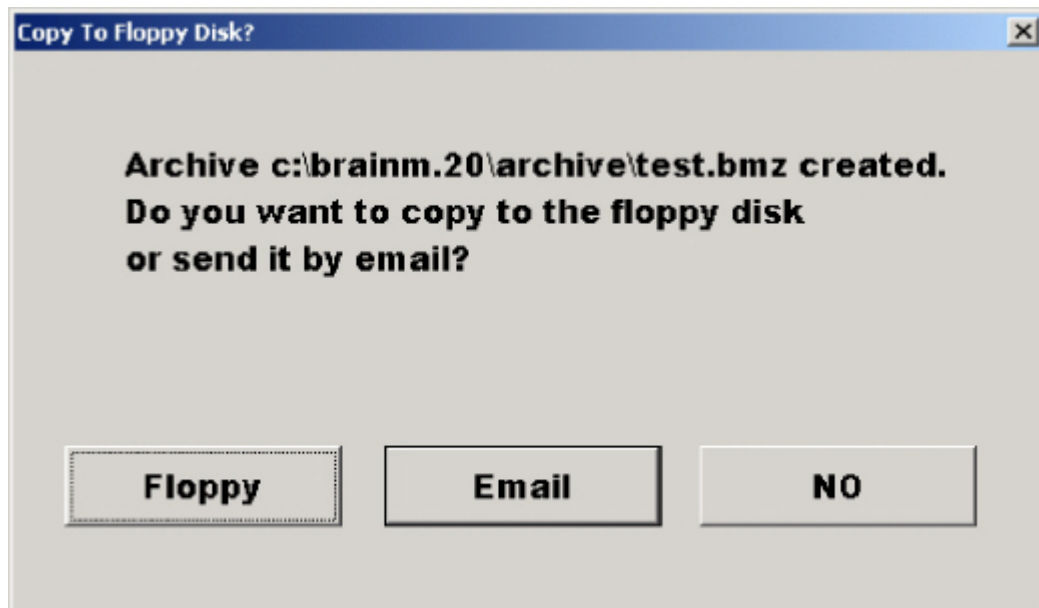 Copy To Floppy Disk?
Archive c:\brainm.20\archive\test.bmz created.
Do you want to copy to the floppy disk
or send it by email?
Floppy
Email
NO